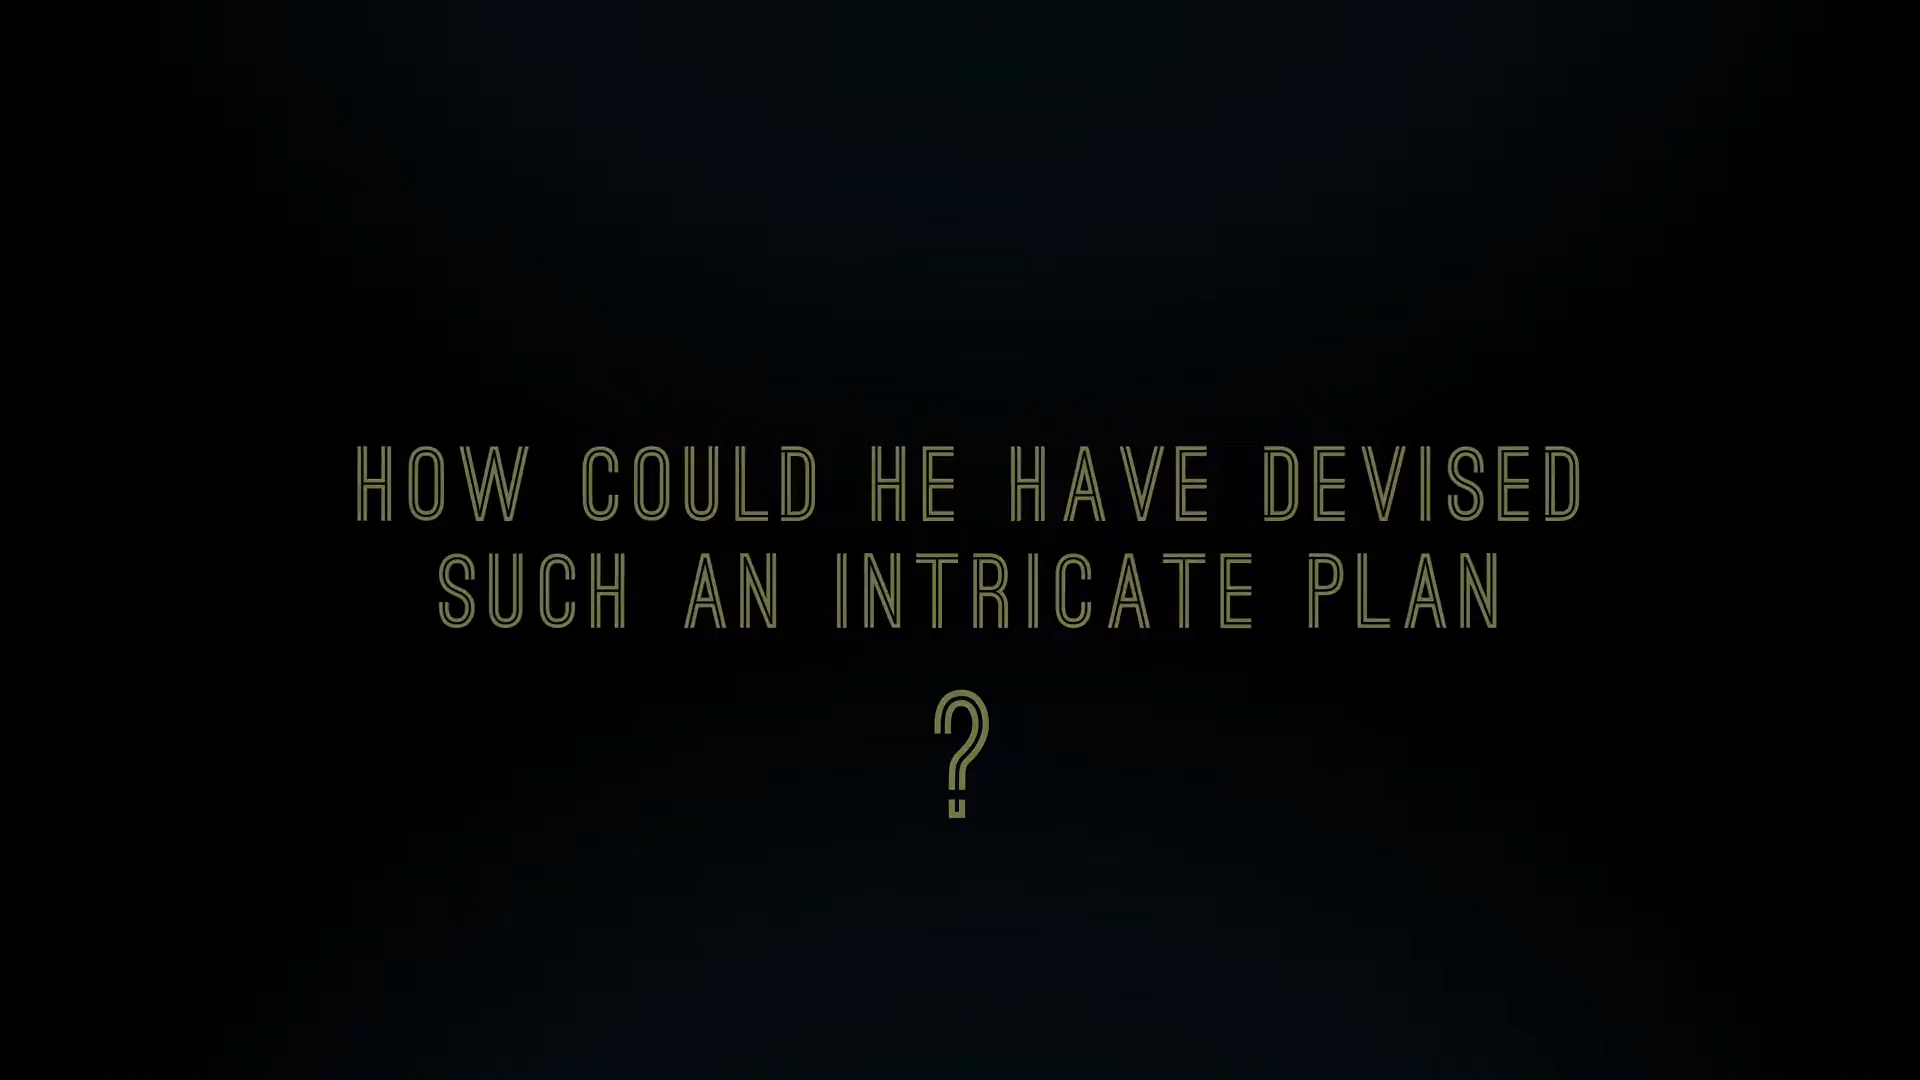 HOW COULD HE HAVE DEVISED
SUCH AN INTRICATE PLAN
?